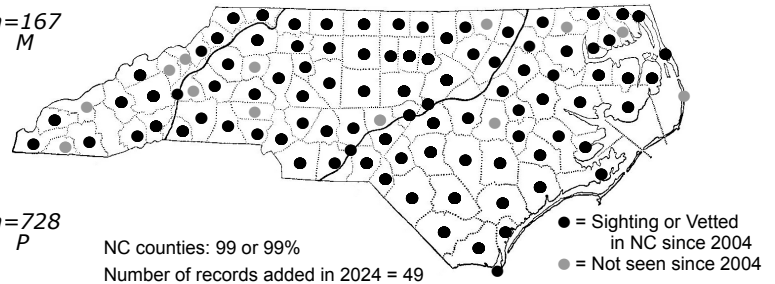 n=167
M
n=728
P
NC counties: 99 or 99%
Number of records added in 2024 = 49
● = Sighting or Vetted
in NC since 2004
● = Not seen since 2004